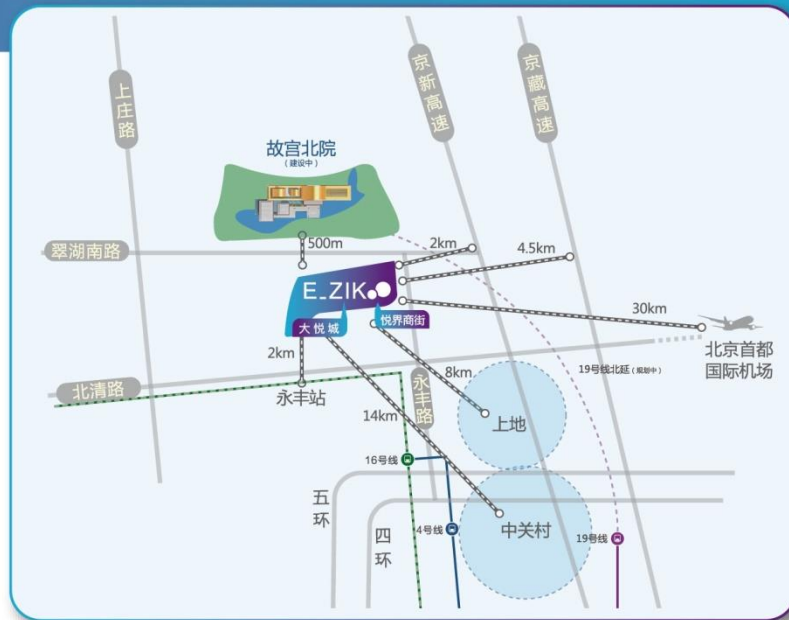 上庄路
京新高速
京藏高速
故宫北院
（建设中）
翠湖南路
500m
2km
4.5km
E_ZIK
大悦城
悦界商街
30km
北京首都
国际机场
2km
北清路
永丰站
8km
永丰路
19号线北延（规划中）
14km
上地
16号线
五环
四环
4号线
中关村
19号线